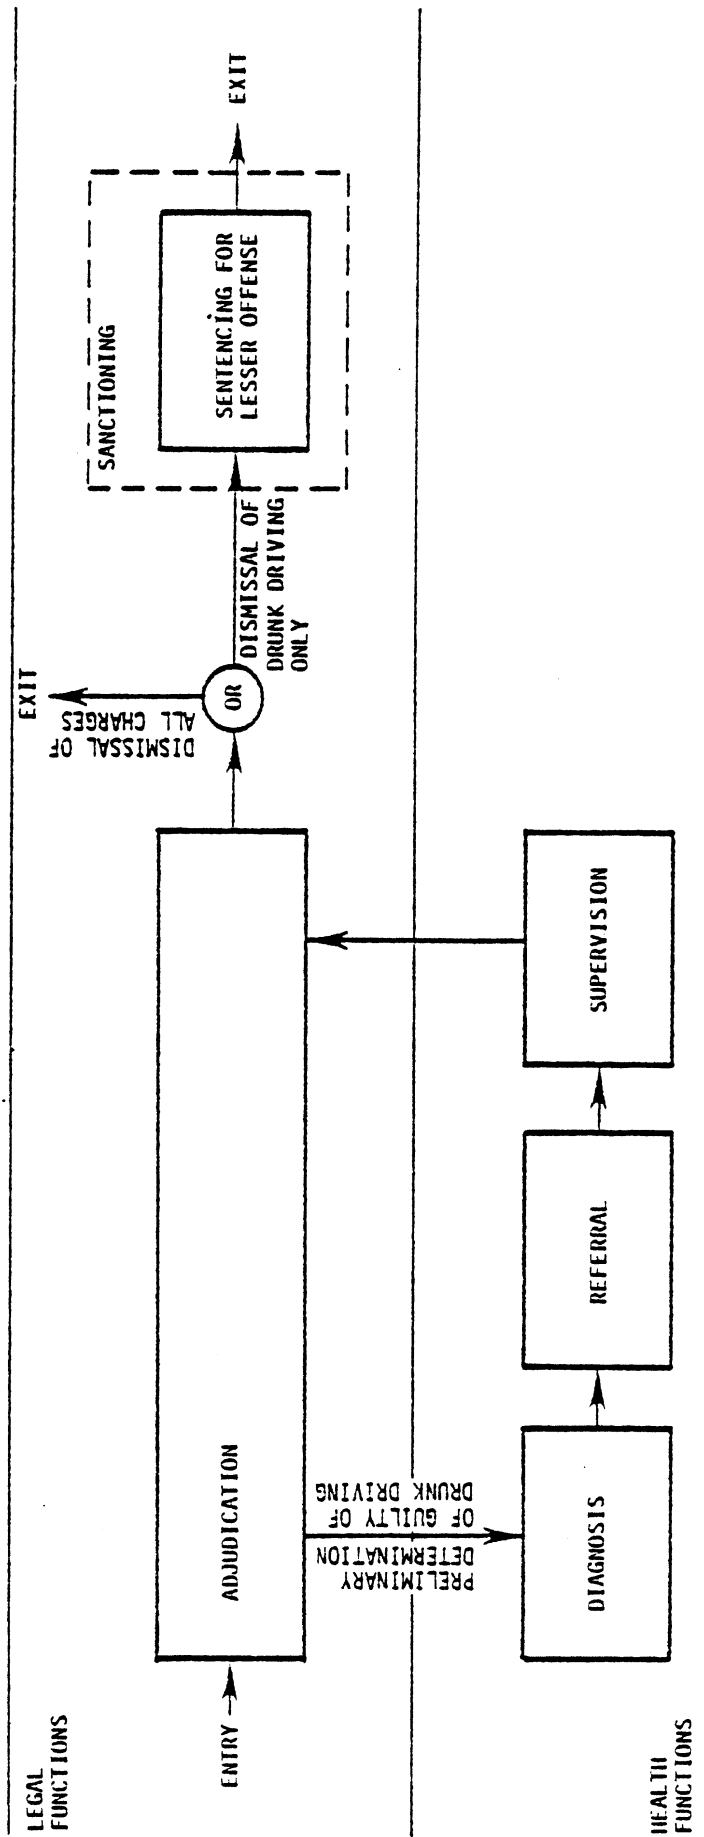 LEGAL
FUNCTIONS
ENTRY
ADJUDICATION
PRELIMINARY
DETERMINATION
OF GUILTY OF
DRUNK DRIVING
EXIT
DISMISSAL OF
ALL CHARGES
OR
DISMISSAL OF
DRUNK DRIVING
ONLY
SANCTIONING
SENTENCING FOR
LESSER OFFENSE
EXIT
HEALTH
FUNCTIONS
DIAGNOSIS
REFERRAL
SUPERVISION